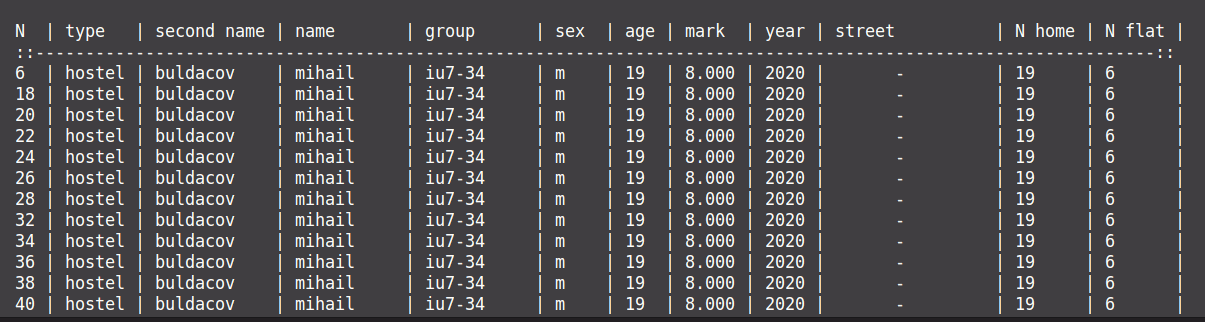 N | type | second name | name | group | sex | age | mark | year | street | N home | N flat |
::----------------------------------------------------------------------------------------------------------------::
6 | hostel | buldacov | mihail | iu7-34 | m | 19 | 8.000 | 2020 | - | 19 | 6 |
18 | hostel | buldacov | mihail | iu7-34 | m | 19 | 8.000 | 2020 | - | 19 | 6 |
20 | hostel | buldacov | mihail | iu7-34 | m | 19 | 8.000 | 2020 | - | 19 | 6 |
22 | hostel | buldacov | mihail | iu7-34 | m | 19 | 8.000 | 2020 | - | 19 | 6 |
24 | hostel | buldacov | mihail | iu7-34 | m | 19 | 8.000 | 2020 | - | 19 | 6 |
26 | hostel | buldacov | mihail | iu7-34 | m | 19 | 8.000 | 2020 | - | 19 | 6 |
28 | hostel | buldacov | mihail | iu7-34 | m | 19 | 8.000 | 2020 | - | 19 | 6 |
32 | hostel | buldacov | mihail | iu7-34 | m | 19 | 8.000 | 2020 | - | 19 | 6 |
34 | hostel | buldacov | mihail | iu7-34 | m | 19 | 8.000 | 2020 | - | 19 | 6 |
36 | hostel | buldacov | mihail | iu7-34 | m | 19 | 8.000 | 2020 | - | 19 | 6 |
38 | hostel | buldacov | mihail | iu7-34 | m | 19 | 8.000 | 2020 | - | 19 | 6 |
40 | hostel | buldacov | mihail | iu7-34 | m | 19 | 8.000 | 2020 | - | 19 | 6 |